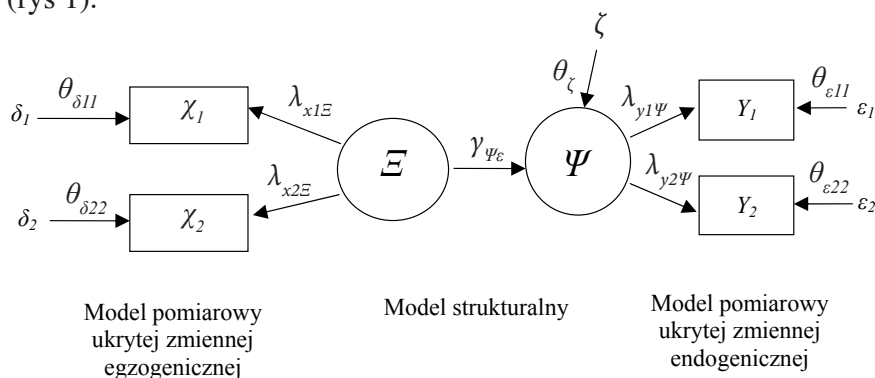 (rys 1).
ζ
θζ
δ1 θδ11 χ1 λx1Ξ
λy1Ψ Y1 θε11 ε1
Ξ γΨε Ψ
δ2 θδ22 χ2 λx2Ξ
λy2Ψ Y2 θε22 ε2
Model pomiarowy
ukrytej zmiennej
egzogenicznej
Model strukturalny
Model pomiarowy
ukrytej zmiennej
endogenicznej